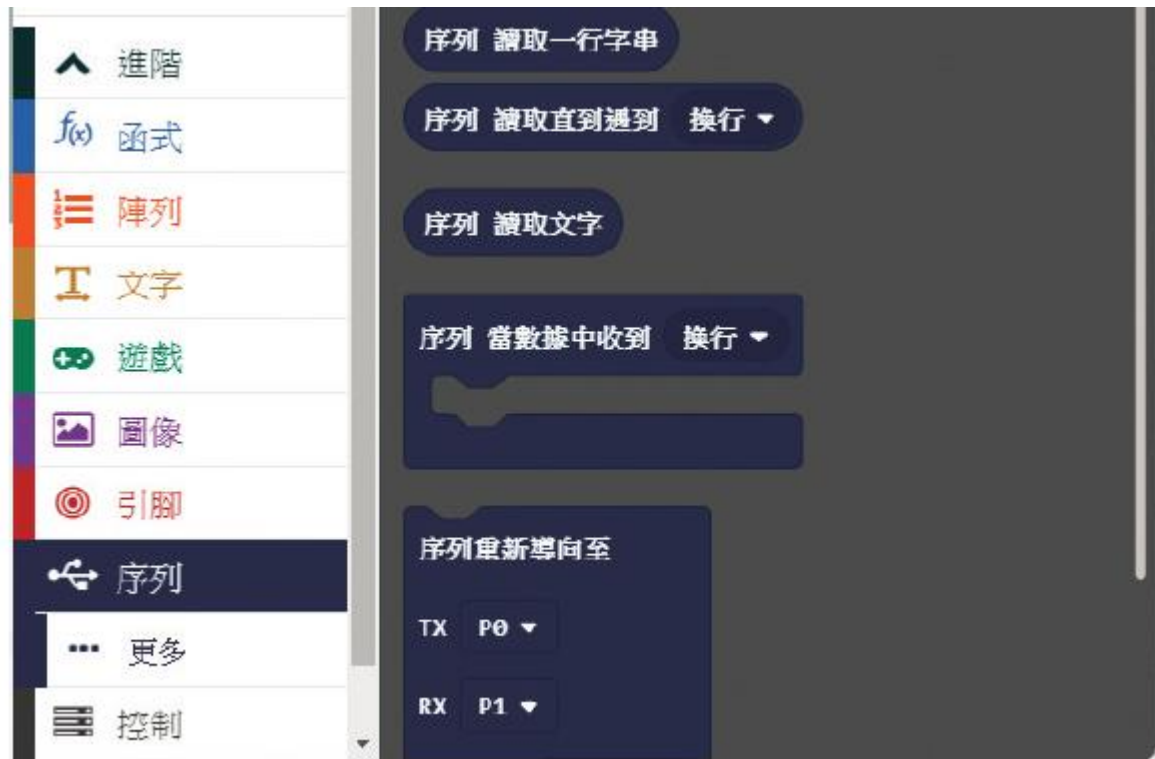 進階
f(x) 函式
陣列
文字
遊戲
圖像
引腳
序列
更多
控制
序列 讀取一行字串
序列 讀取直到遇到 換行
序列 讀取文字
序列 當數據中收到 換行
序列重新導向至
TX P0
RX P1